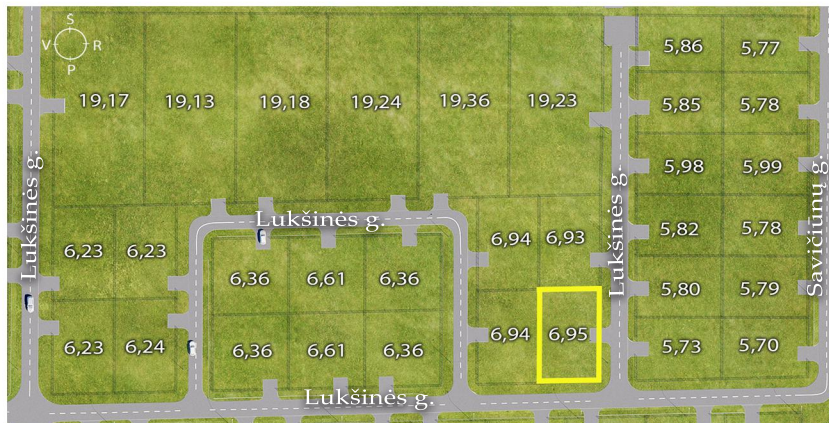 S
V R
P
5,86 5,77
19,17 19,13 19,18 19,24 19,36 19,23
5,85 5,78
5,98 5,99
Lukšinės g.
Lukšinės g.
Lukšinės g.
Savičiūnų g.
6,23 6,23
6,94 6,93
5,82 5,78
6,36 6,61 6,36
5,80 5,79
6,23 6,24
6,36 6,61 6,36
6,94 6,95
5,73 5,70
Lukšinės g.